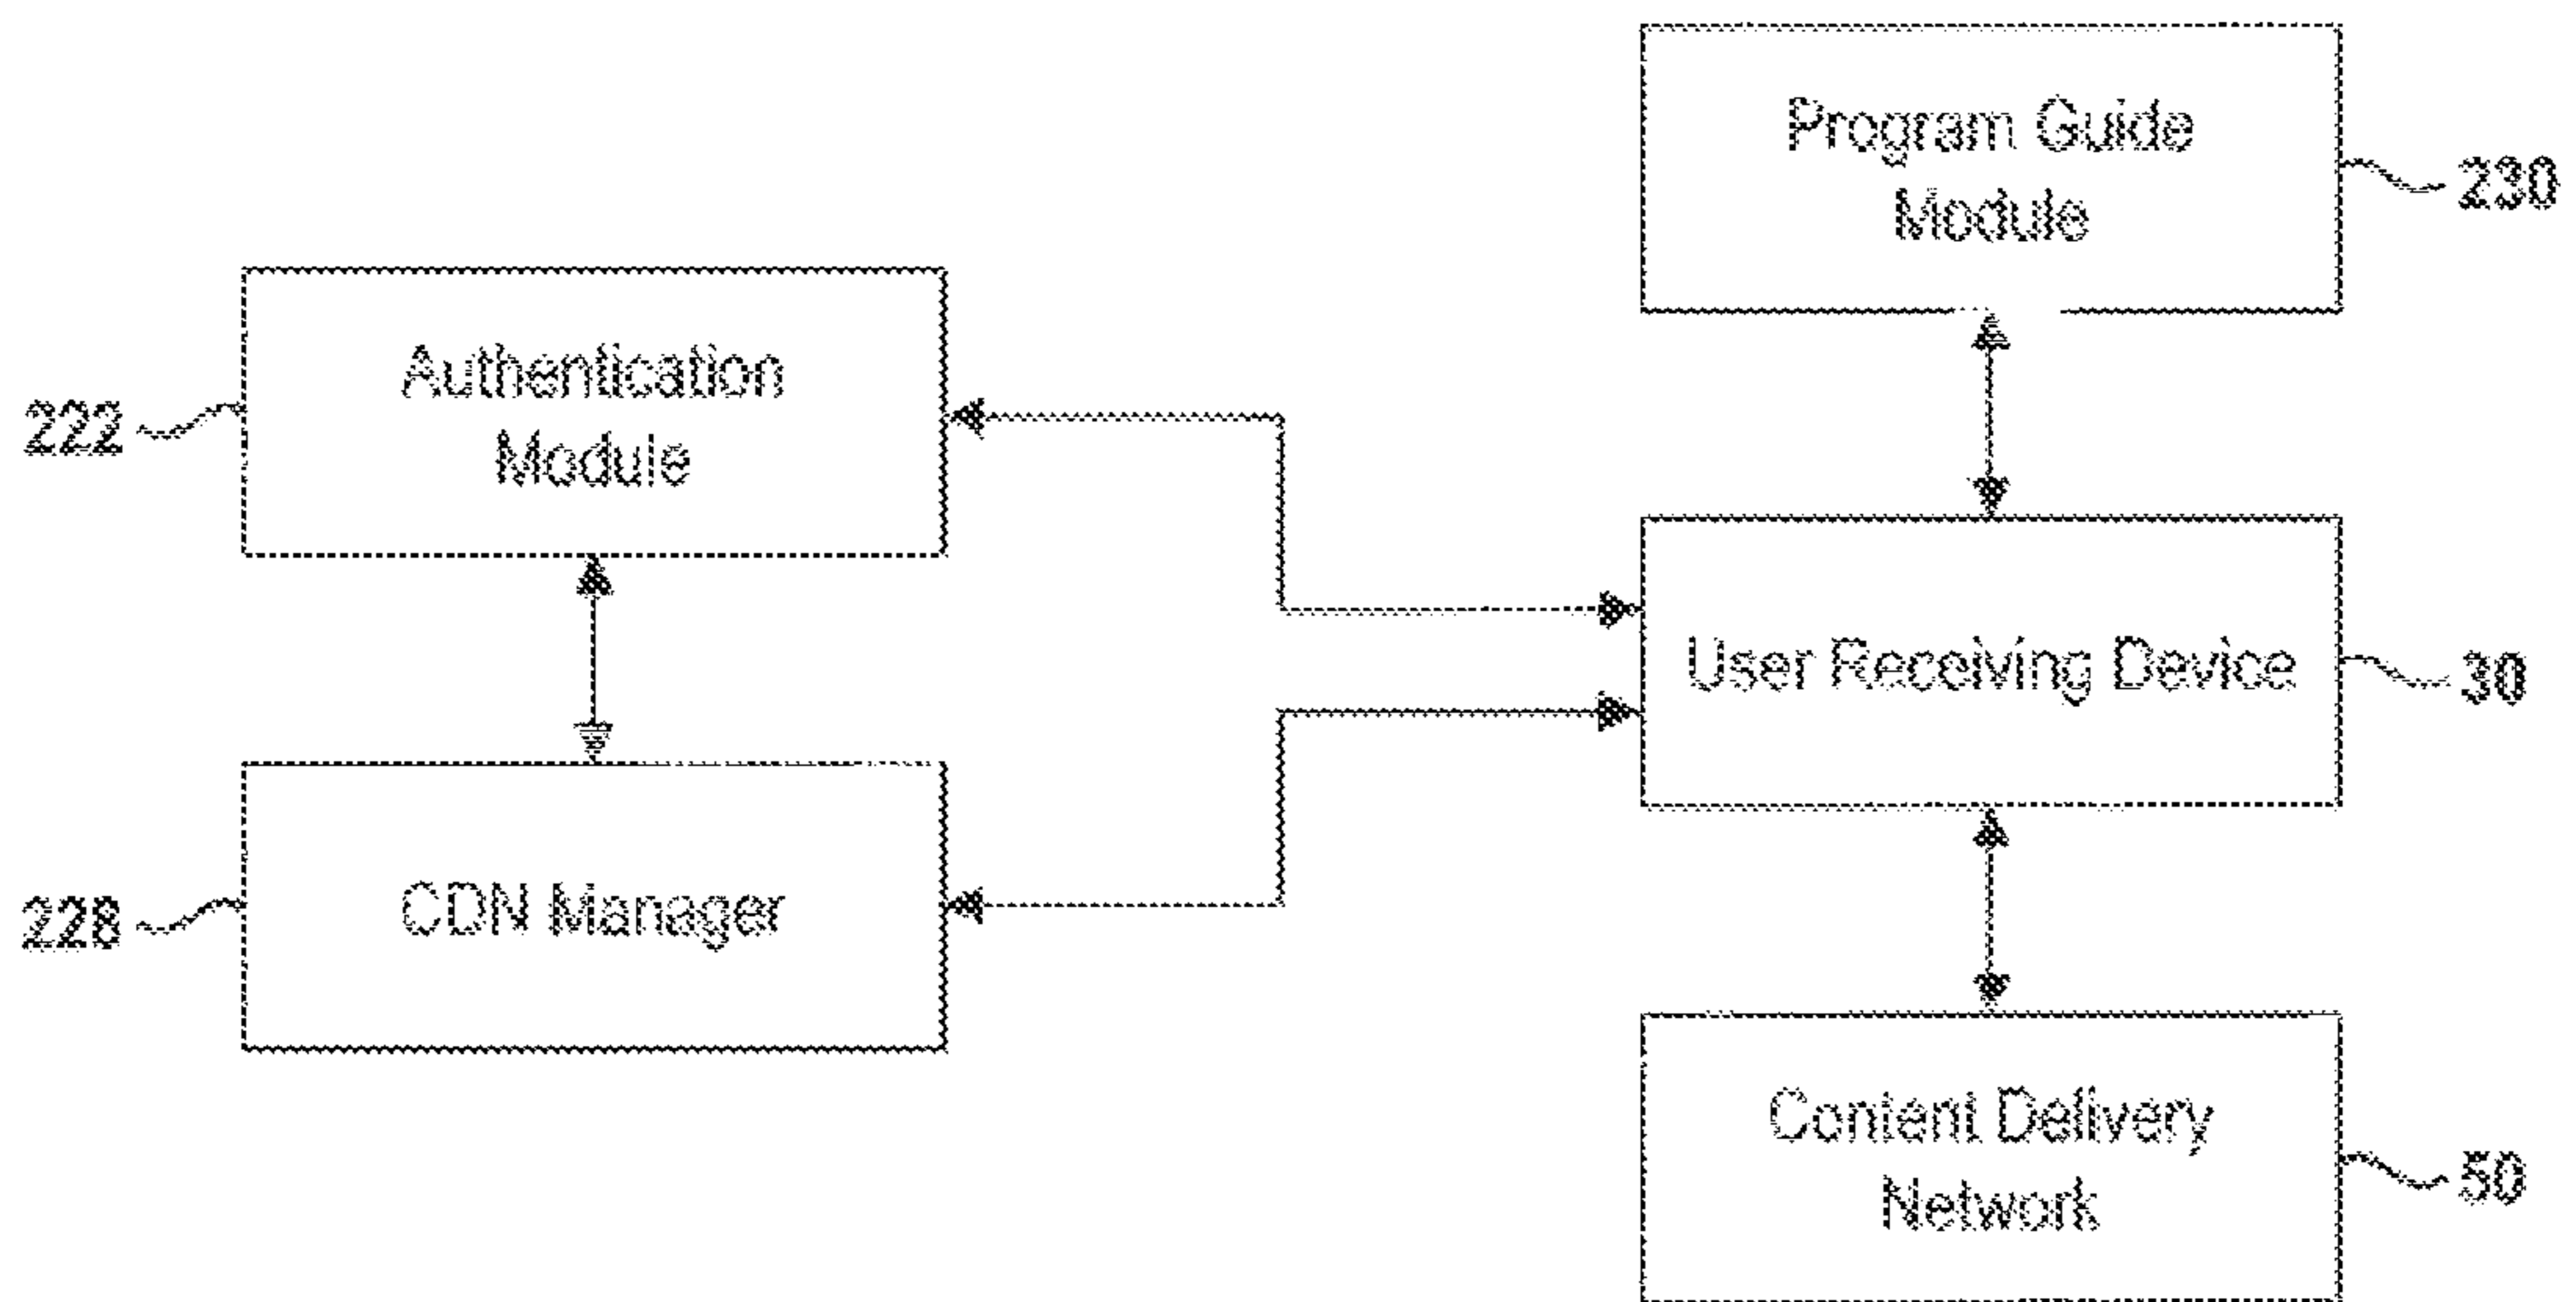 Program Guide
Module
230
Authentication
Module
222
User Receiving Device
30
CDN Manager
228
Content Delivery
Network
50